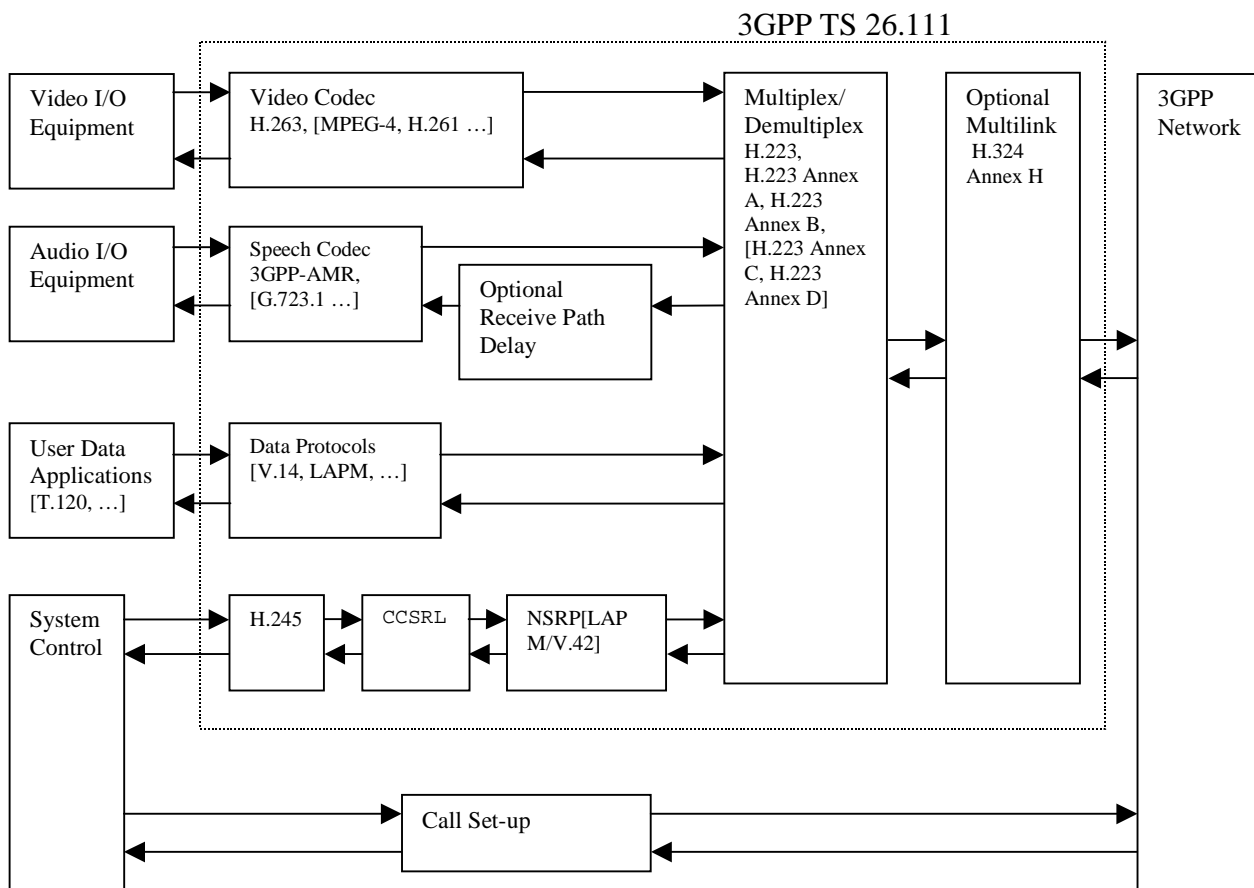 3GPP TS 26.111
Video I/O
Equipment
Video Codec
H.263, [MPEG-4, H.261 …]
Multiplex/
Demultiplex
H.223,
H.223 Annex
A, H.223
Annex B,
[H.223 Annex
C, H.223
Annex D]
Optional
Multilink
H.324
Annex H
3GPP
Network
Audio I/O
Equipment
Speech Codec
3GPP-AMR,
[G.723.1 …]
Optional
Receive Path
Delay
User Data
Applications
[T.120, …]
Data Protocols
[V.14, LAPM, …]
System
Control
H.245
CCSRL
NSRP[LAP
M/V.42]
Call Set-up